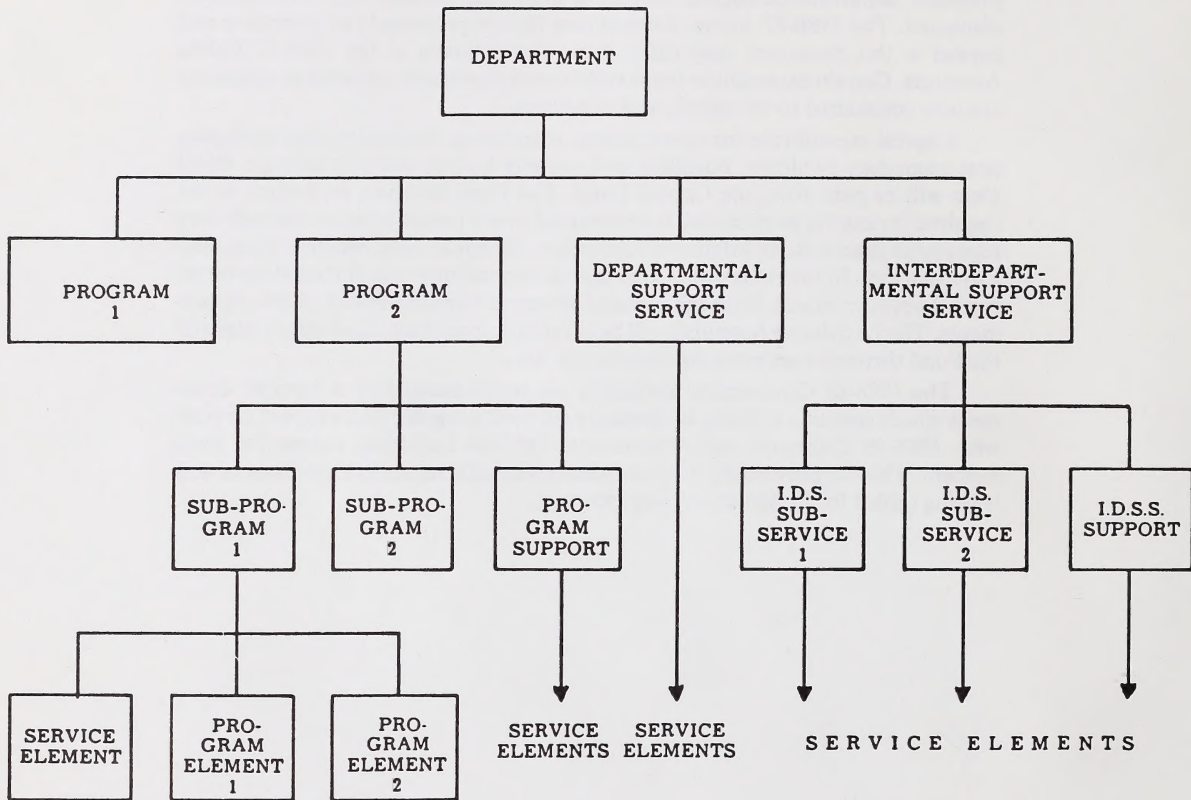 DEPARTMENT
PROGRAM
1
PROGRAM
2
DEPARTMENTAL
SUPPORT
SERVICE
INTERDEPART-
MENTAL SUPPORT
SERVICE
SUB-PRO-
GRAM
1
SUB-PRO-
GRAM
2
PRO-
GRAM
SUPPORT
I.D.S.
SUB-
SERVICE
1
I.D.S.
SUB-
SERVICE
2
I.D.S.S.
SUPPORT
SERVICE
ELEMENT
PRO-
GRAM
ELEMENT
1
PRO-
GRAM
ELEMENT
2
SERVICE
ELEMENTS
SERVICE
ELEMENTS
SERVICE ELEMENTS